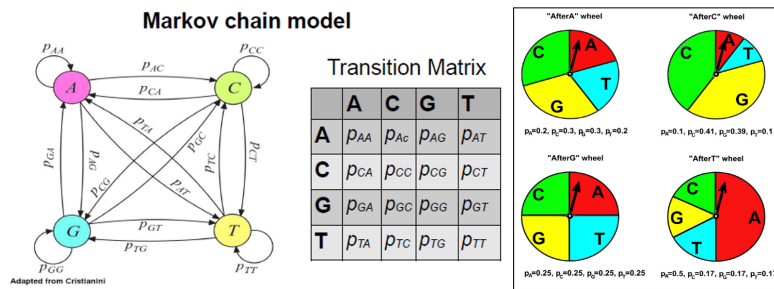 Markov chain model
p_AA
p_CC
p_AC
A
C
p_CA
p_GA
p_AG
p_TA
p_GC
p_CG
p_AT
p_TC
p_CT
G
T
p_GT
p_TG
p_GG
p_TT
Adapted from Cristianini
Transition Matrix
A C G T
A p_AA p_Ac p_AG p_AT
C p_CA p_CC p_CG p_CT
G p_GA p_GC p_GG p_GT
T p_TA p_TC p_TG p_TT
"AfterA" wheel
C A
T
G
p_A=0.2, p_C=0.3, p_G=0.3, p_T=0.2
"AfterC" wheel
C A
T
G
p_A=0.1, p_C=0.41, p_G=0.39, p_T=0.1
"AfterG" wheel
C A
G T
p_A=0.25, p_C=0.25, p_G=0.25, p_T=0.25
"AfterT" wheel
C
G A
T
p_A=0.5, p_C=0.17, p_G=0.17, p_T=0.17